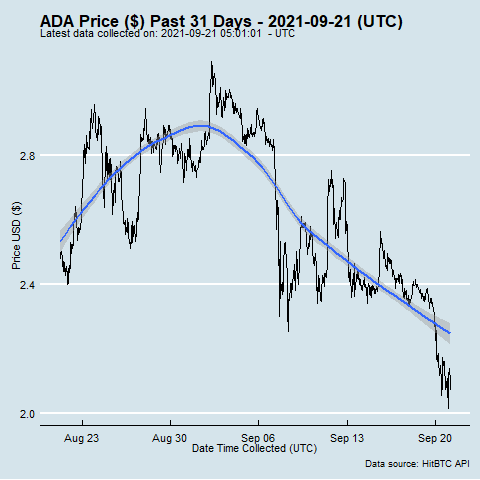 ADA Price ($) Past 31 Days - 2021-09-21 (UTC)
Latest data collected on: 2021-09-21 05:01:01 - UTC
Price USD ($)
2.8
2.4
2.0
Aug 23 Aug 30 Sep 06 Sep 13 Sep 20
Date Time Collected (UTC)
Data source: HitBTC API